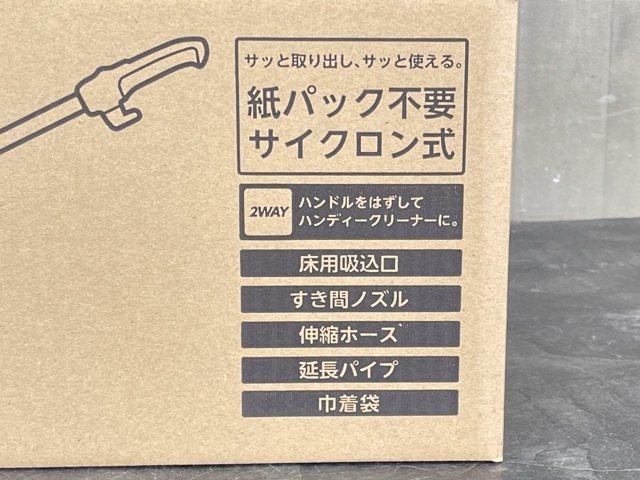 サッと取り出し、サッと使える。
紙パック不要
サイクロン式
2WAY
ハンドルをはずして
ハンディークリーナーに。
床用吸込口
すき間ノズル
伸縮ホース
延長パイプ
巾着袋